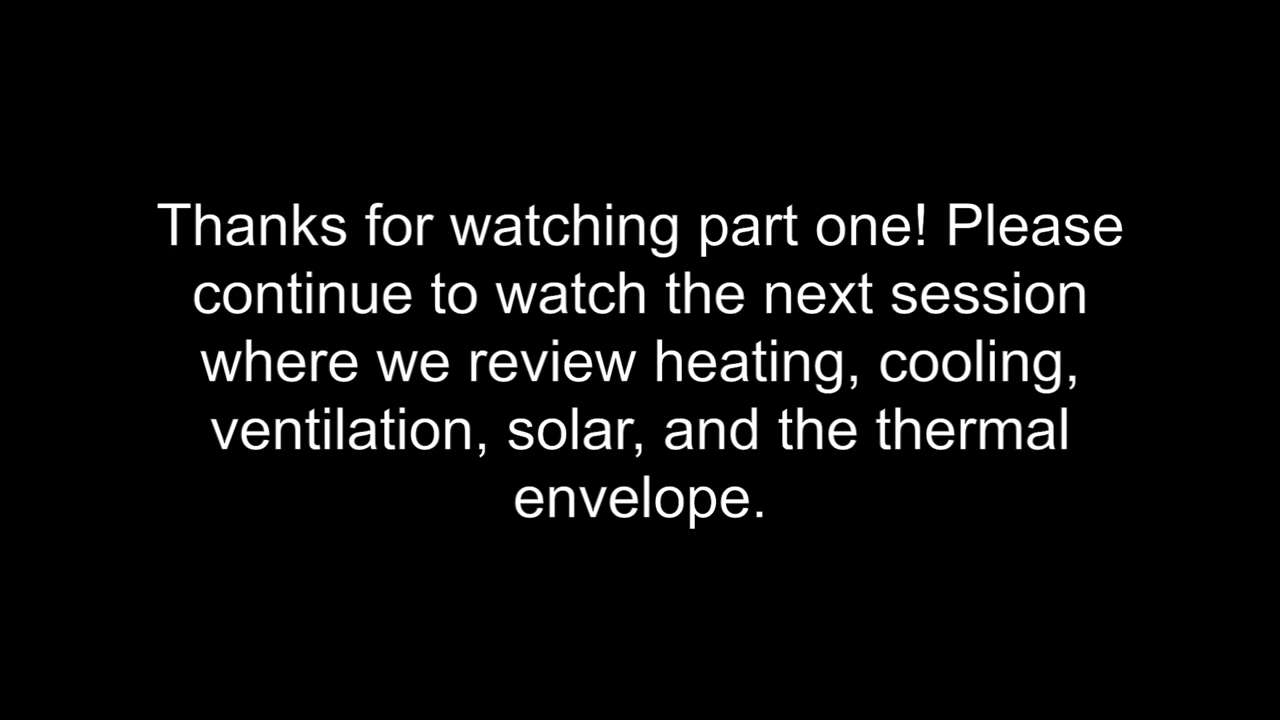 Thanks for watching part one! Please
continue to watch the next session
where we review heating, cooling,
ventilation, solar, and the thermal
envelope.